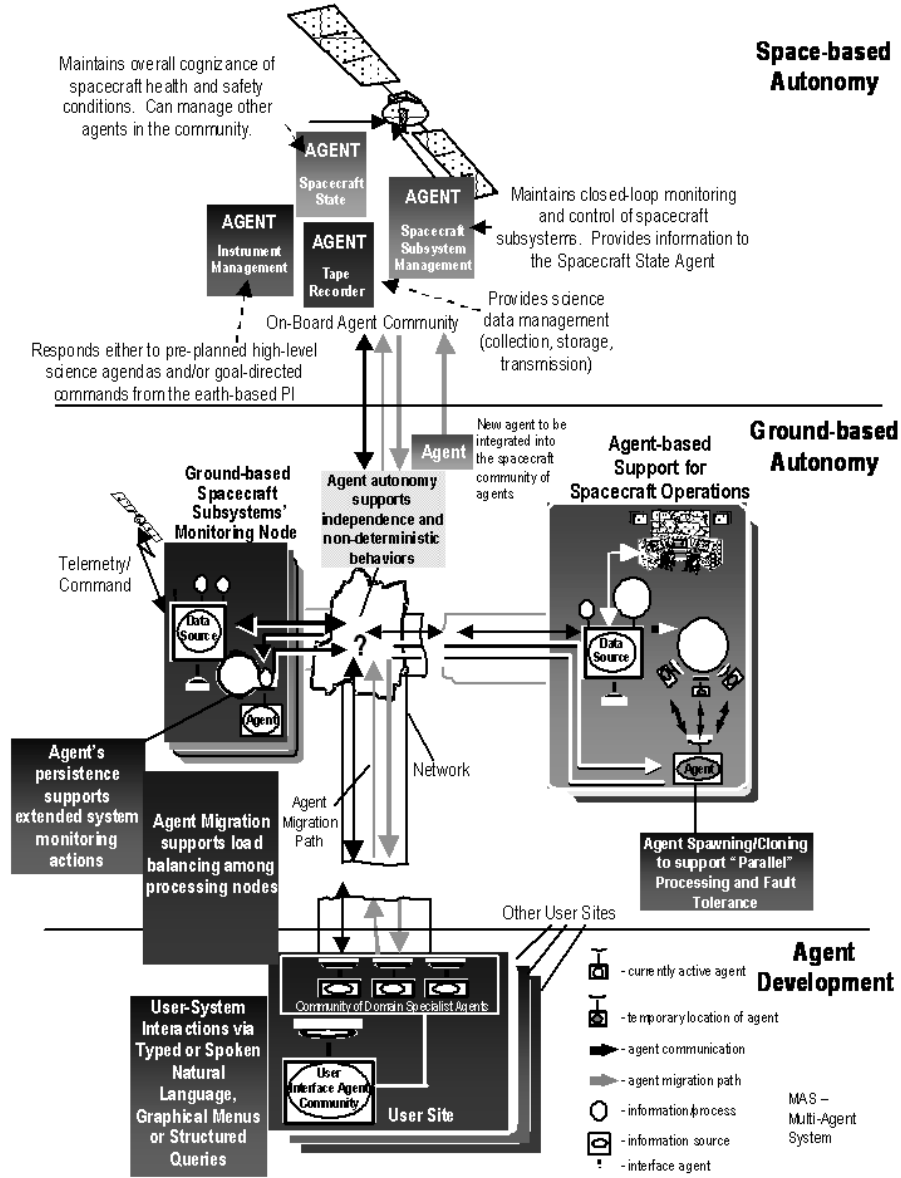 Space-based
Autonomy
Maintains overall cognizance of
spacecraft health and safety
conditions.  Can manage other
agents in the community.
AGENT
Spacecraft
State
AGENT
Instrument
Management
AGENT
Tape
Recorder
AGENT
Spacecraft
Subsystem
Management
Maintains closed-loop monitoring
and control of spacecraft
subsystems.  Provides information to
the Spacecraft State Agent
Provides science
data management
(collection, storage,
transmission)
On-Board Agent Community
Responds either to pre-planned high-level
science agendas and/or goal-directed
commands from the earth-based PI
Ground-based
Autonomy
Agent
New agent to be
integrated into
the spacecraft
community of
agents
Agent-based
Support for
Spacecraft Operations
Ground-based
Spacecraft
Subsystems'
Monitoring Node
Agent autonomy
supports
independence and
non-deterministic
behaviors
Telemetry/
Command
Data
Source
Agent
?
Data
Source
Agent
Network
Agent
Migration
Path
Agent's
persistence
supports
extended system
monitoring
actions
Agent Migration
supports load
balancing among
processing nodes
Agent Spawning/Cloning
to support "Parallel"
Processing and Fault
Tolerance
Other User Sites
Agent
Development
Community of Domain Specialist Agents
User
Interface Agent
Community
User Site
User-System
Interactions via
Typed or Spoken
Natural
Language,
Graphical Menus
or Structured
Queries
- currently active agent
- temporary location of agent
- agent communication
- agent migration path
- information/process
- information source
- interface agent
MAS –
Multi-Agent
System